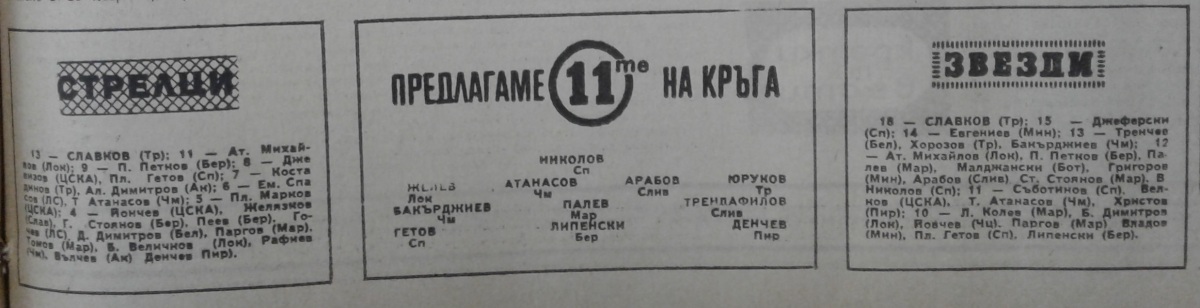 СТРЕЛЦИ
13 — СЛАВКОВ (Тр); 11 — Ат. Михай-
лов (Лок); 9 — П. Петков (Бер); 8 — Дже
визов (ЦСКА), Пл. Гетов (Сп); 7 — Коста
динов (Тр), Ал. Димитров (Ак); 6 — Ем. Спа
сов (ЛС), Т Атанасов (Чм); 5 — Пл. Марков
(ЦСКА); 4 — Йончев (ЦСКА), Желязков
(Слав), Г. Стоянов (Бер), Пеев (Бер), Го-
чев (ЛС), Д. Димитров (Бел), Паргов (Мар),
Томов (Мар), Б. Величков (Лок), Рафиев
(Чм), Вълчев (Ак) Денчев Пир).
ПРЕДЛАГАМЕ 11те НА КРЪГА
НИКОЛОВ
Сп
ЖЕЛЕВ АТАНАСОВ АРАБОВ ЮРУКОВ
Лок Чм Слив Тр
БАКЪРДЖИЕВ ПАЛЕВ ТРЕНДАФИЛОВ
Чм Мар Слив
ГЕТОВ ЛИПЕНСКИ ДЕНЧЕВ
Сп Бер Пир
ЗВЕЗДИ
18 — СЛАВКОВ (Тр); 15 — Джеферски
(Сп); 14 — Евгениев (Мин); 13 — Тренчев
(Бел), Хорозов (Тр), Бакърджиев (Чм); 12
— Ат. Михайлов (Лок), П. Петков (Бер), Па
лев (Мар), Малджански (Бот), Григоров
(Мин), Арабов (Слив), Ст. Стоянов (Мар), В
Николов (Сп); 11 — Съботинов (Сп), Вел-
ков (ЦСКА), Т. Атанасов (Чм), Христов
(Пир); 10 — Л. Колев (Мар), Б. Димитров
(Лок), Йовчев (Чц), Паргов (Мар) Владов
(Мин), Пл. Гетов (Сп), Липенски (Бер).